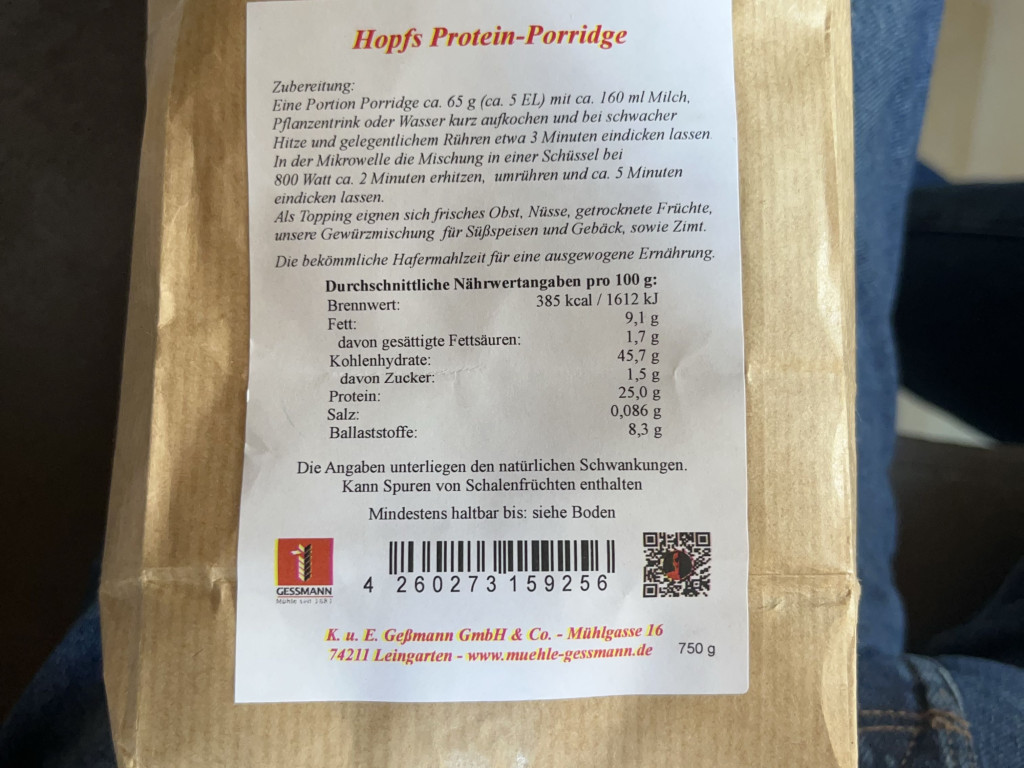 Hopfs Protein-Porridge
Zubereitung:
Eine Portion Porridge ca. 65 g (ca. 5 EL) mit ca. 160 ml Milch,
Pflanzentrink oder Wasser kurz aufkochen und bei schwacher
Hitze und gelegentlichem Rühren etwa 3 Minuten eindicken lassen.
In der Mikrowelle die Mischung in einer Schüssel bei
800 Watt ca. 2 Minuten erhitzen, umrühren und ca. 5 Minuten
eindicken lassen.
Als Topping eignen sich frisches Obst, Nüsse, getrocknete Früchte,
unsere Gewürzmischung für Süßspeisen und Gebäck, sowie Zimt.
Die bekömmliche Hafermahlzeit für eine ausgewogene Ernährung.
Durchschnittliche Nährwertangaben pro 100 g:
Brennwert: 385 kcal / 1612 kJ
Fett: 9,1 g
davon gesättigte Fettsäuren: 1,7 g
Kohlenhydrate: 45,7 g
davon Zucker: 1,5 g
Protein: 25,0 g
Salz: 0,086 g
Ballaststoffe: 8,3 g
Die Angaben unterliegen den natürlichen Schwankungen.
Kann Spuren von Schalenfrüchten enthalten
Mindestens haltbar bis: siehe Boden
GESSMANN
Mühle seit
4 260273 159256
K. u. E. Geßmann GmbH & Co. - Mühlgasse 16
74211 Leingarten - www.muehle-gessmann.de
750 g